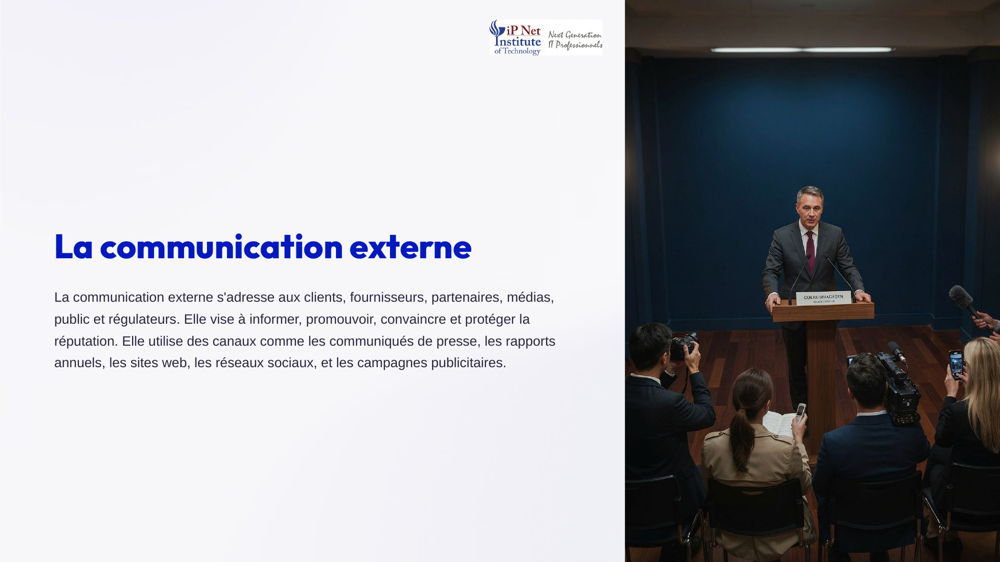 iP Net
Institute
of Technology
Next Generation
IT Professionnels
La communication externe
La communication externe s'adresse aux clients, fournisseurs, partenaires, médias,
public et régulateurs. Elle vise à informer, promouvoir, convaincre et protéger la
réputation. Elle utilise des canaux comme les communiqués de presse, les rapports
annuels, les sites web, les réseaux sociaux, et les campagnes publicitaires.